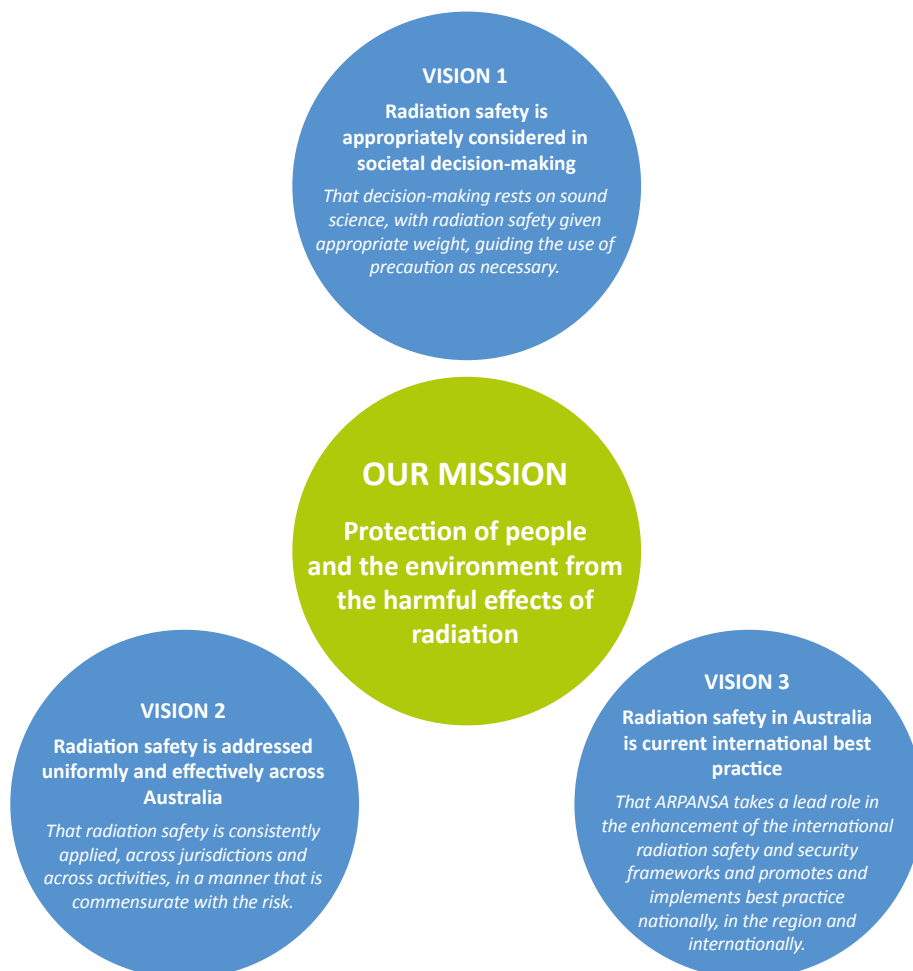 VISION 1
Radiation safety is
appropriately considered in
societal decision-making
That decision-making rests on sound
science, with radiation safety given
appropriate weight, guiding the use of
precaution as necessary.
OUR MISSION
Protection of people
and the environment from
the harmful effects of
radiation
VISION 2
Radiation safety is addressed
uniformly and effectively across
Australia
That radiation safety is consistently
applied, across jurisdictions and
across activities, in a manner that is
commensurate with the risk.
VISION 3
Radiation safety in Australia
is current international best
practice
That ARPANSA takes a lead role in
the enhancement of the international
radiation safety and security
frameworks and promotes and
implements best practice
nationally, in the region and
internationally.